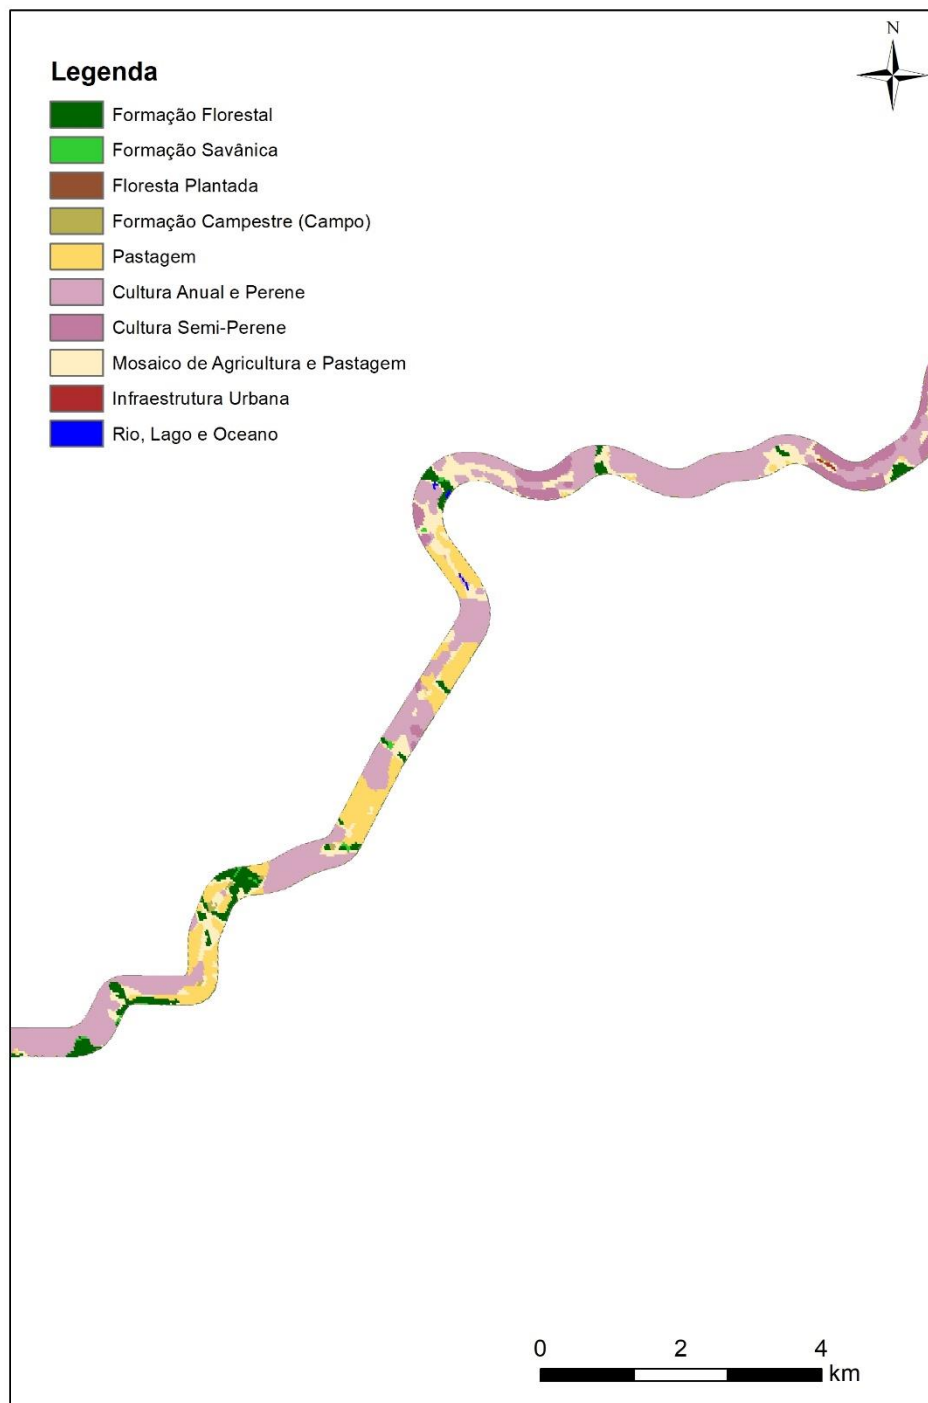 N
Legenda
Formação Florestal
Formação Savânica
Floresta Plantada
Formação Campestre (Campo)
Pastagem
Cultura Anual e Perene
Cultura Semi-Perene
Mosaico de Agricultura e Pastagem
Infraestrutura Urbana
Rio, Lago e Oceano
0 2 4
km